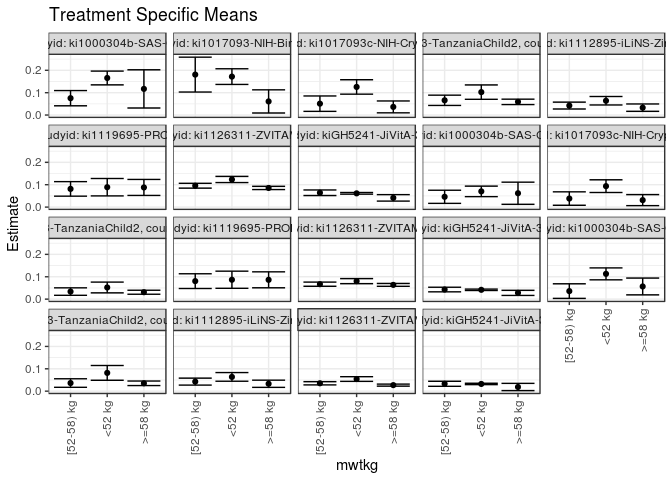 Treatment Specific Means
yid: ki1000304b-SAS-
yid: ki1017093-NIH-Bir
yid: ki1017093c-NIH-Cry
3-TanzaniaChild2, cou
d: ki1112895-iLiNS-Zin
udyid: ki1119695-PRO
yid: ki1126311-ZVITAM
yid: kiGH5241-JiVitA-3
yid: ki1000304b-SAS-C
yid: ki1017093c-NIH-Cryp
-TanzaniaChild2, cou
dyid: ki1119695-PROB
yid: ki1126311-ZVITAM
yid: kiGH5241-JiVitA-3
yid: ki1000304b-SAS-
3-TanzaniaChild2, cou
d: ki1112895-iLiNS-Zin
yid: ki1126311-ZVITAM
dyid: kiGH5241-JiVitA-3
0.2
0.1
0.0
0.2
0.1
0.0
0.2
0.1
0.0
0.2
0.1
0.0
Estimate
[52-58) kg
<52 kg
>=58 kg
[52-58) kg
<52 kg
>=58 kg
[52-58) kg
<52 kg
>=58 kg
[52-58) kg
<52 kg
>=58 kg
[52-58) kg
<52 kg
>=58 kg
mwtkg